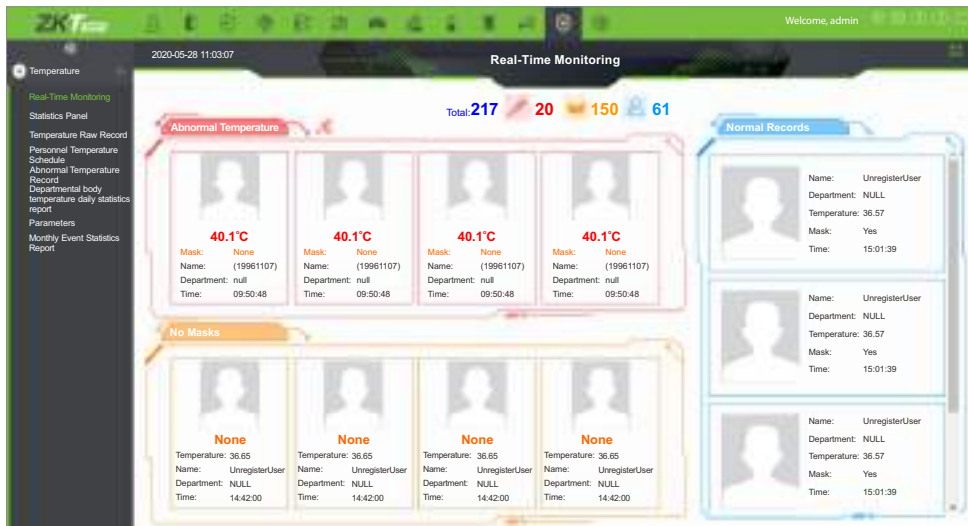 ZKTeco
Welcome, admin
2020-05-28 11:03:07
Real-Time Monitoring
Temperature
Real-Time Monitoring
Statistics Panel
Temperature Raw Record
Personnel Temperature
Schedule
Abnormal Temperature
Record
Departmental body
temperature daily statistics
report
Parameters
Monthly Event Statistics
Report
Total:217 20 150 61
Abnormal Temperature
40.1°C
Mask: None
Name: (19961107)
Department: null
Time: 09:50:48
40.1°C
Mask: None
Name: (19961107)
Department: null
Time: 09:50:48
40.1°C
Mask: None
Name: (19961107)
Department: null
Time: 09:50:48
40.1°C
Mask: None
Name: (19961107)
Department: null
Time: 09:50:48
No Masks
None
Temperature: 36.65
Name: UnregisterUser
Department: NULL
Time: 14:42:00
None
Temperature: 36.65
Name: UnregisterUser
Department: NULL
Time: 14:42:00
None
Temperature: 36.65
Name: UnregisterUser
Department: NULL
Time: 14:42:00
None
Temperature: 36.65
Name: UnregisterUser
Department: NULL
Time: 14:42:00
Normal Records
Name: UnregisterUser
Department: NULL
Temperature: 36.57
Mask: Yes
Time: 15:01:39
Name: UnregisterUser
Department: NULL
Temperature: 36.57
Mask: Yes
Time: 15:01:39
Name: UnregisterUser
Department: NULL
Temperature: 36.57
Mask: Yes
Time: 15:01:39